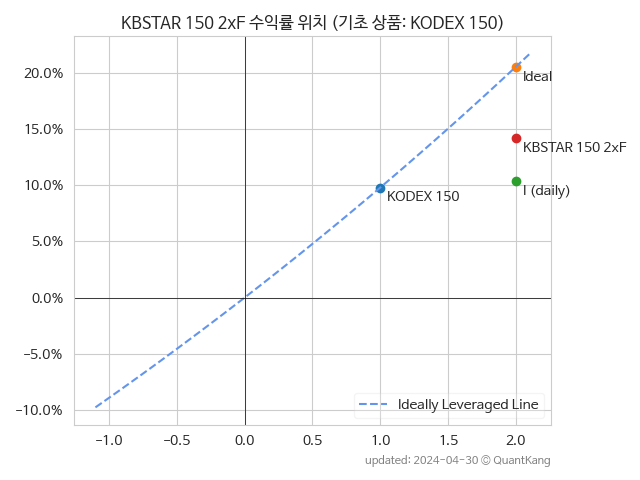 KBSTAR 150 2xF 수익률 위치 (기초 상품: KODEX 150)
20.0%
15.0%
10.0%
5.0%
0.0%
−5.0%
−10.0%
Ideal
KBSTAR 150 2xF
I (daily)
KODEX 150
Ideally Leveraged Line
−1.0
−0.5
0.0
0.5
1.0
1.5
2.0
updated: 2024-04-30 © QuantKang